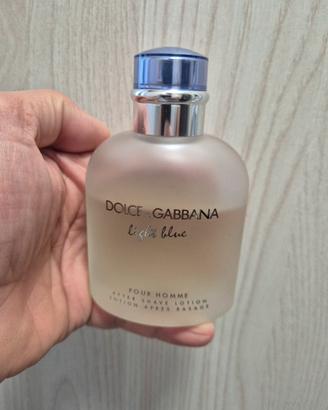 DOLCE & GABBANA
light blue
POUR HOMME
AFTER SHAVE LOTION
LOTION APRÈS RASAGE